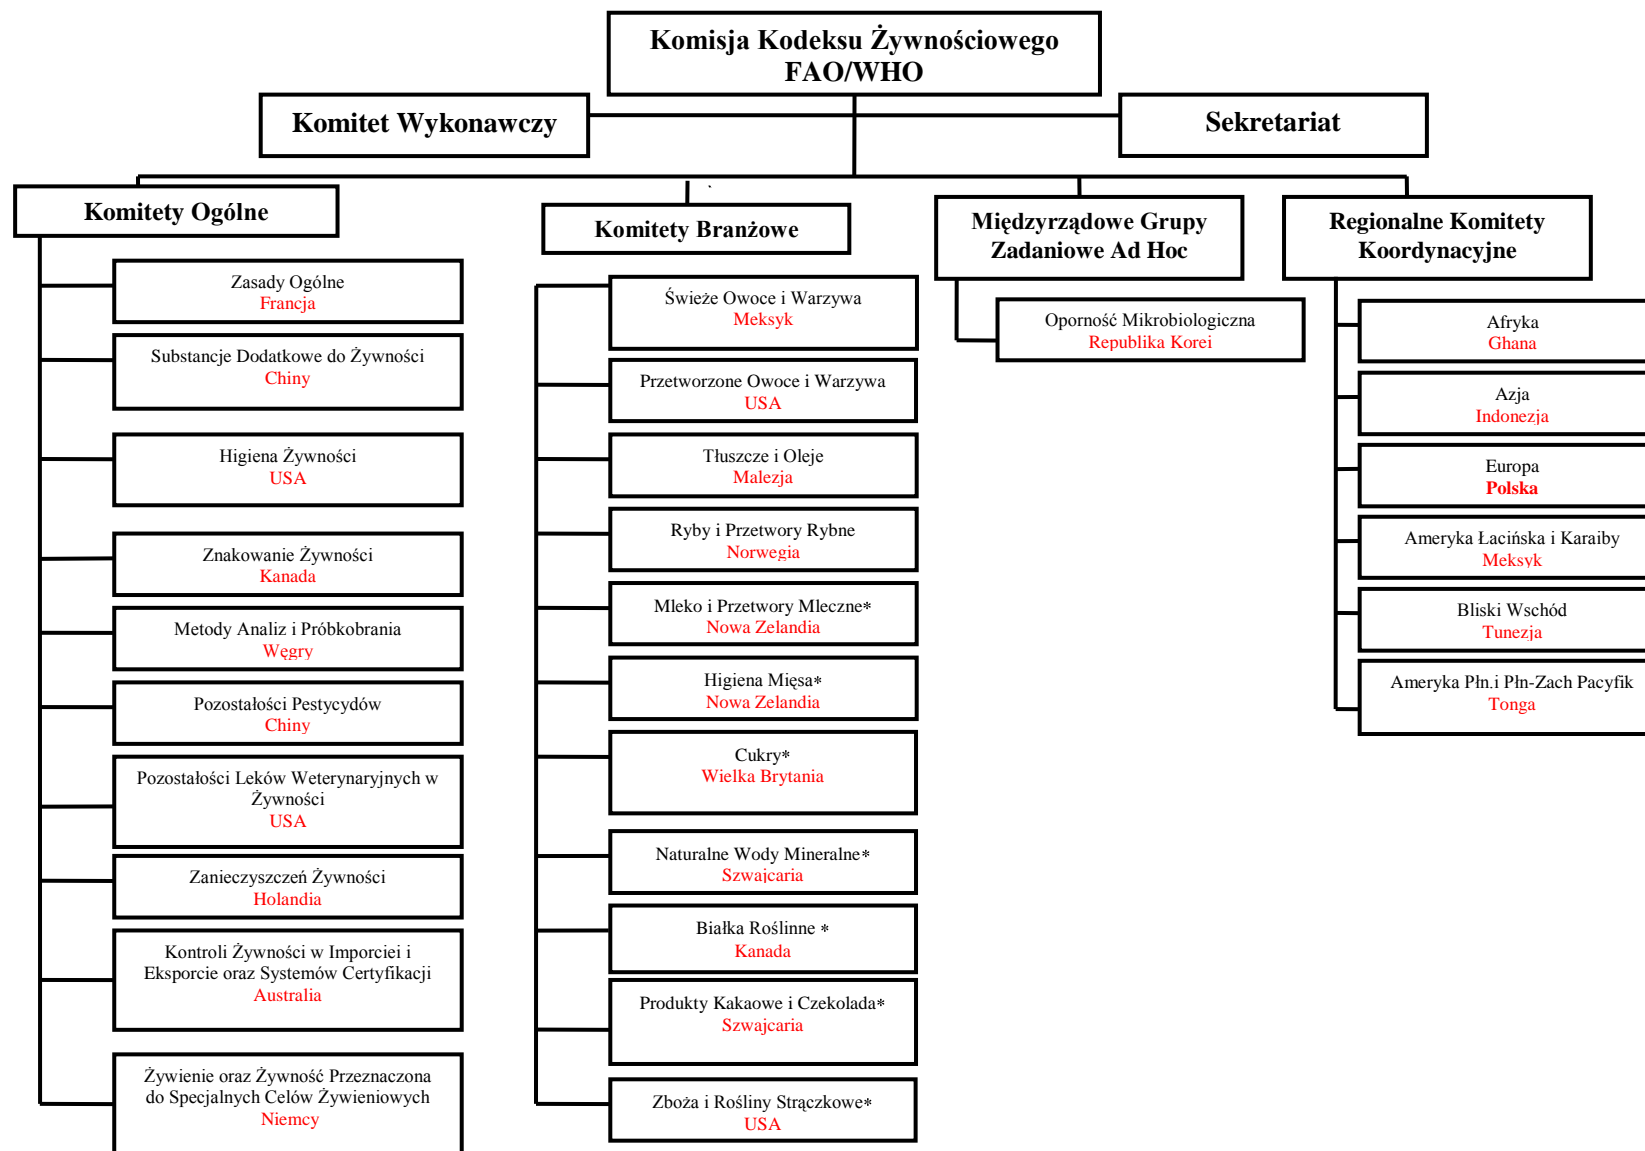 Komisja Kodeksu Żywnościowego
FAO/WHO
Komitet Wykonawczy
Sekretariat
Komitety Ogólne
Zasady Ogólne
Francja
Substancje Dodatkowe do Żywności
Chiny
Higiena Żywności
USA
Znakowanie Żywności
Kanada
Metody Analiz i Próbkobrania
Węgry
Pozostałości Pestycydów
Chiny
Pozostałości Leków Weterynaryjnych w
Żywności
USA
Zanieczyszczeń Żywności
Holandia
Kontroli Żywności w Imporciei i
Eksporcie oraz Systemów Certyfikacji
Australia
Żywienie oraz Żywność Przeznaczona
do Specjalnych Celów Żywieniowych
Niemcy
Komitety Branżowe
Świeże Owoce i Warzywa
Meksyk
Przetworzone Owoce i Warzywa
USA
Tłuszcze i Oleje
Malezja
Ryby i Przetwory Rybne
Norwegia
Mleko i Przetwory Mleczne*
Nowa Zelandia
Higiena Mięsa*
Nowa Zelandia
Cukry*
Wielka Brytania
Naturalne Wody Mineralne*
Szwajcaria
Białka Roślinne *
Kanada
Produkty Kakaowe i Czekolada*
Szwajcaria
Zboża i Rośliny Strączkowe*
USA
Międzyrządowe Grupy
Zadaniowe Ad Hoc
Oporność Mikrobiologiczna
Republika Korei
Regionalne Komitety
Koordynacyjne
Afryka
Ghana
Azja
Indonezja
Europa
Polska
Ameryka Łacińska i Karaiby
Meksyk
Bliski Wschód
Tunezja
Ameryka Płn.i Płn-Zach Pacyfik
Tonga